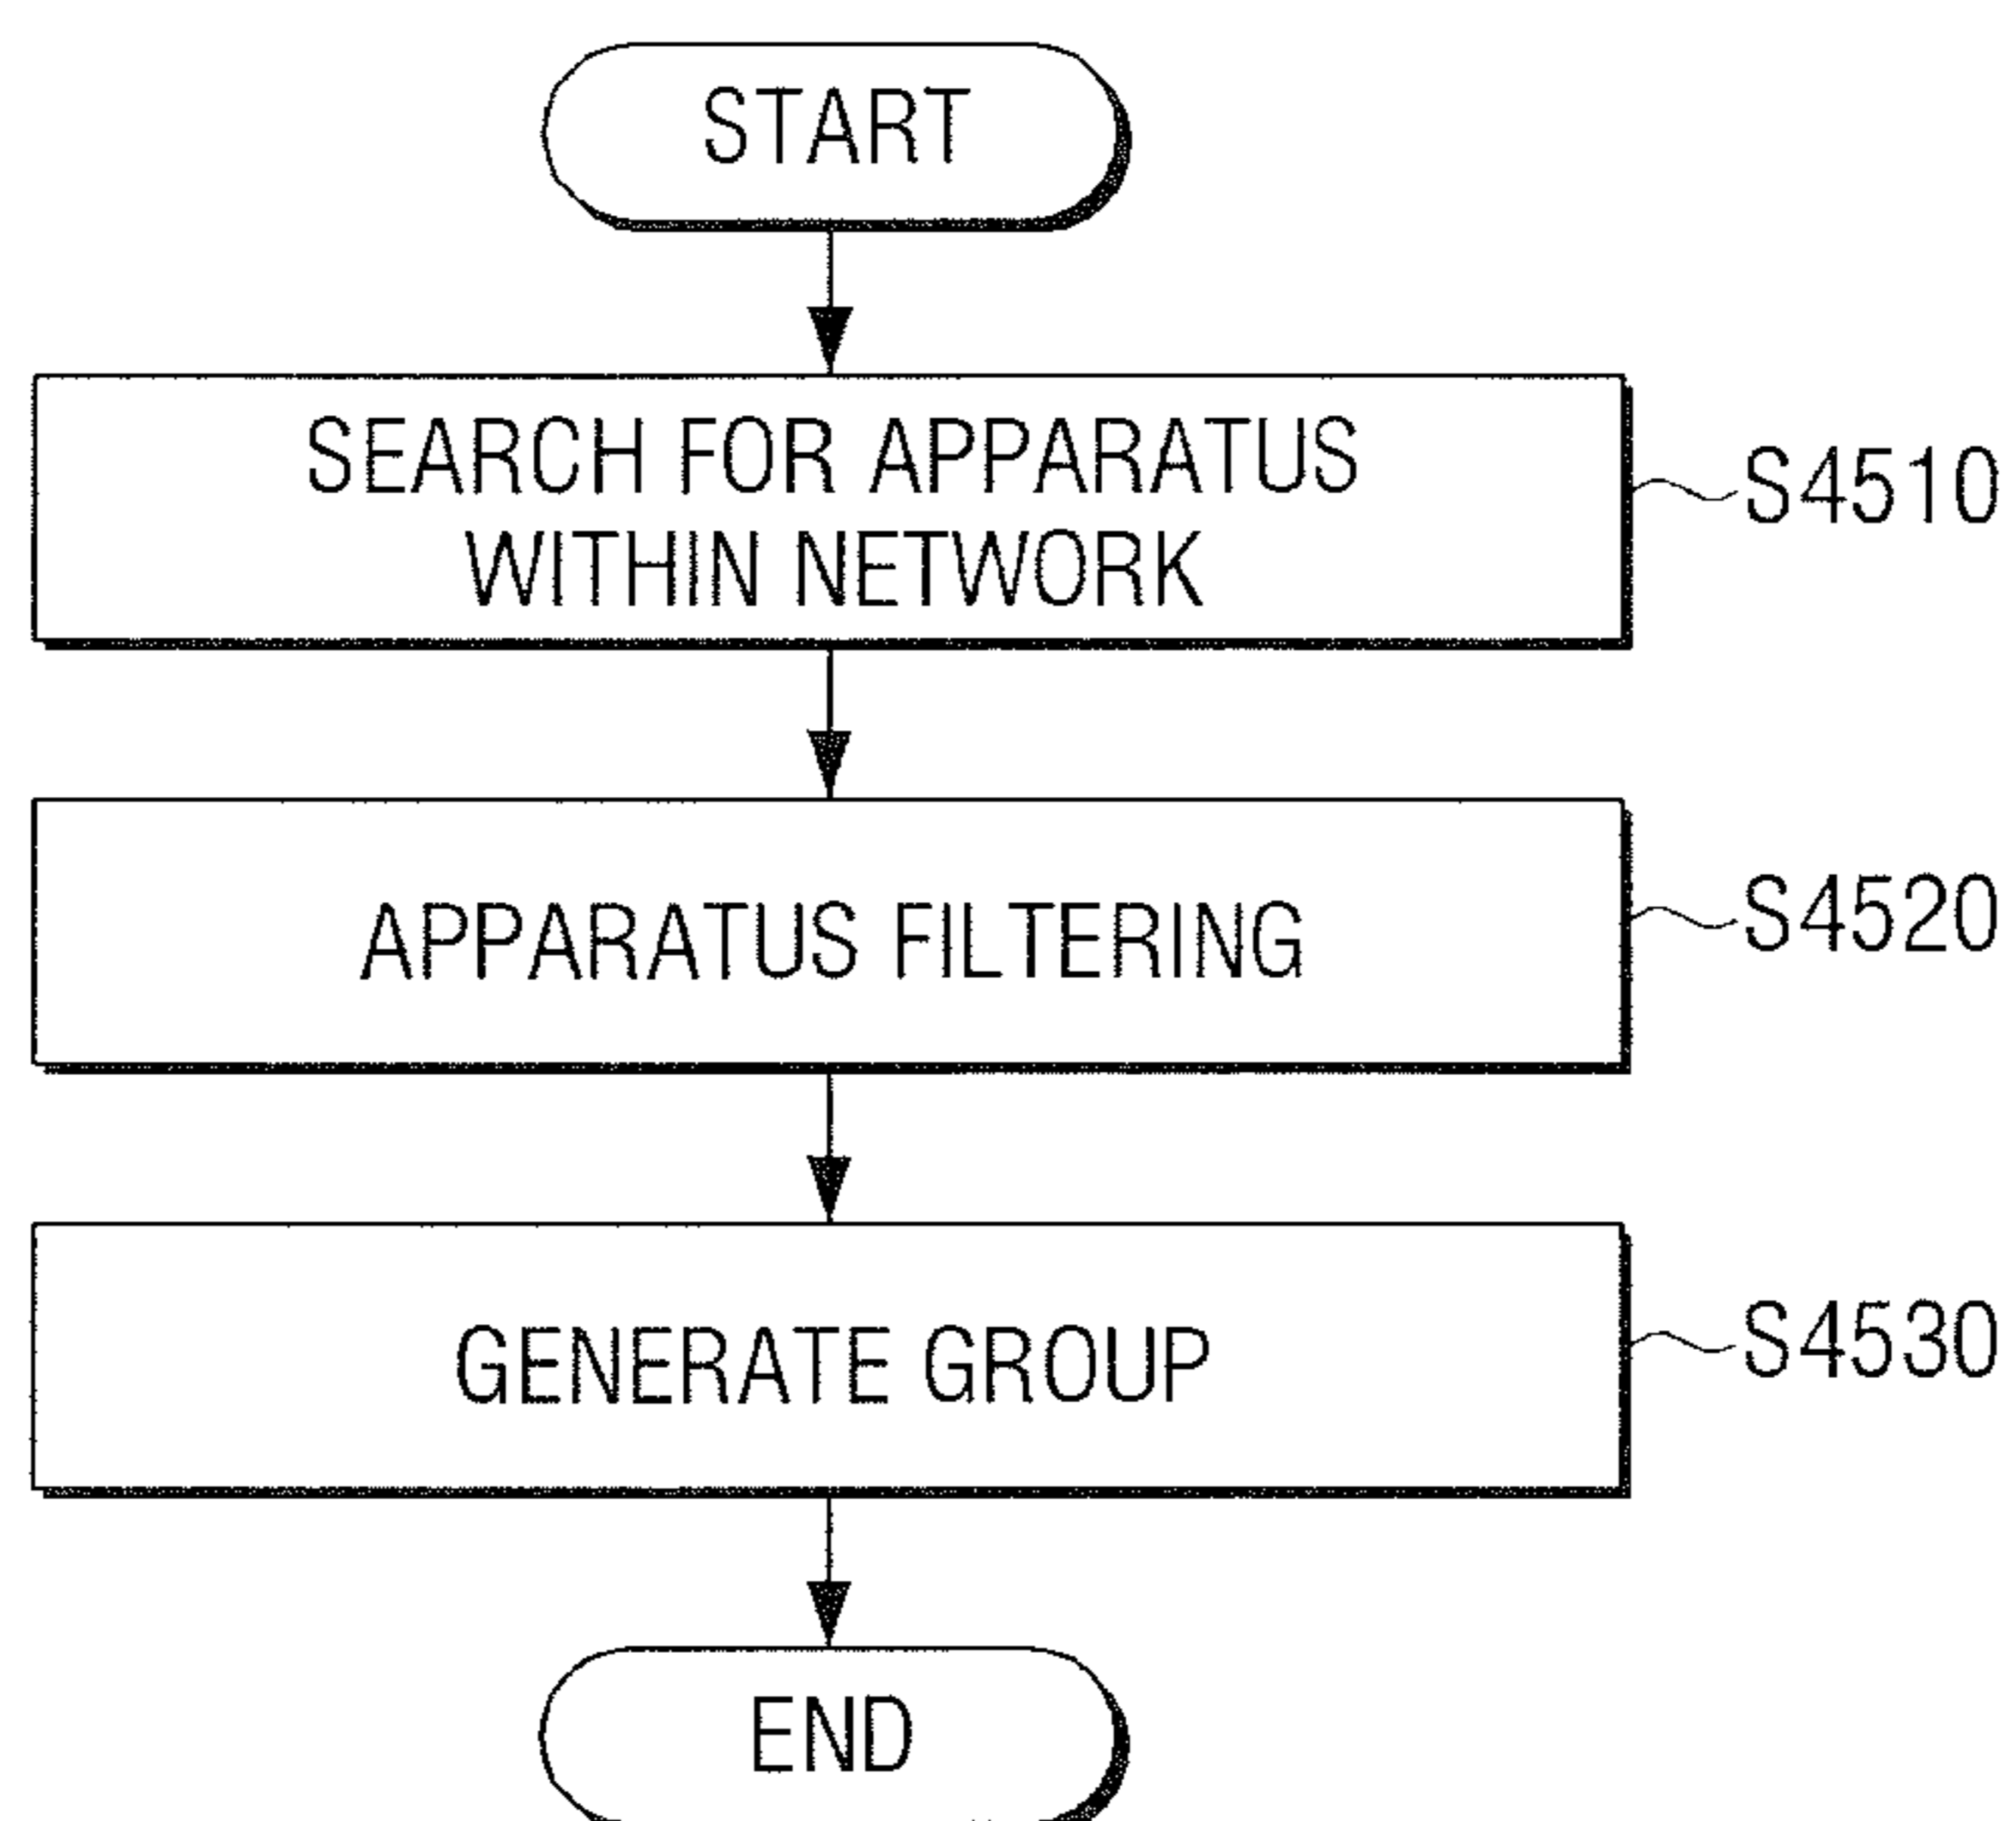 START
SEARCH FOR APPARATUS
WITHIN NETWORK
S4510
APPARATUS FILTERING
S4520
GENERATE GROUP
S4530
END